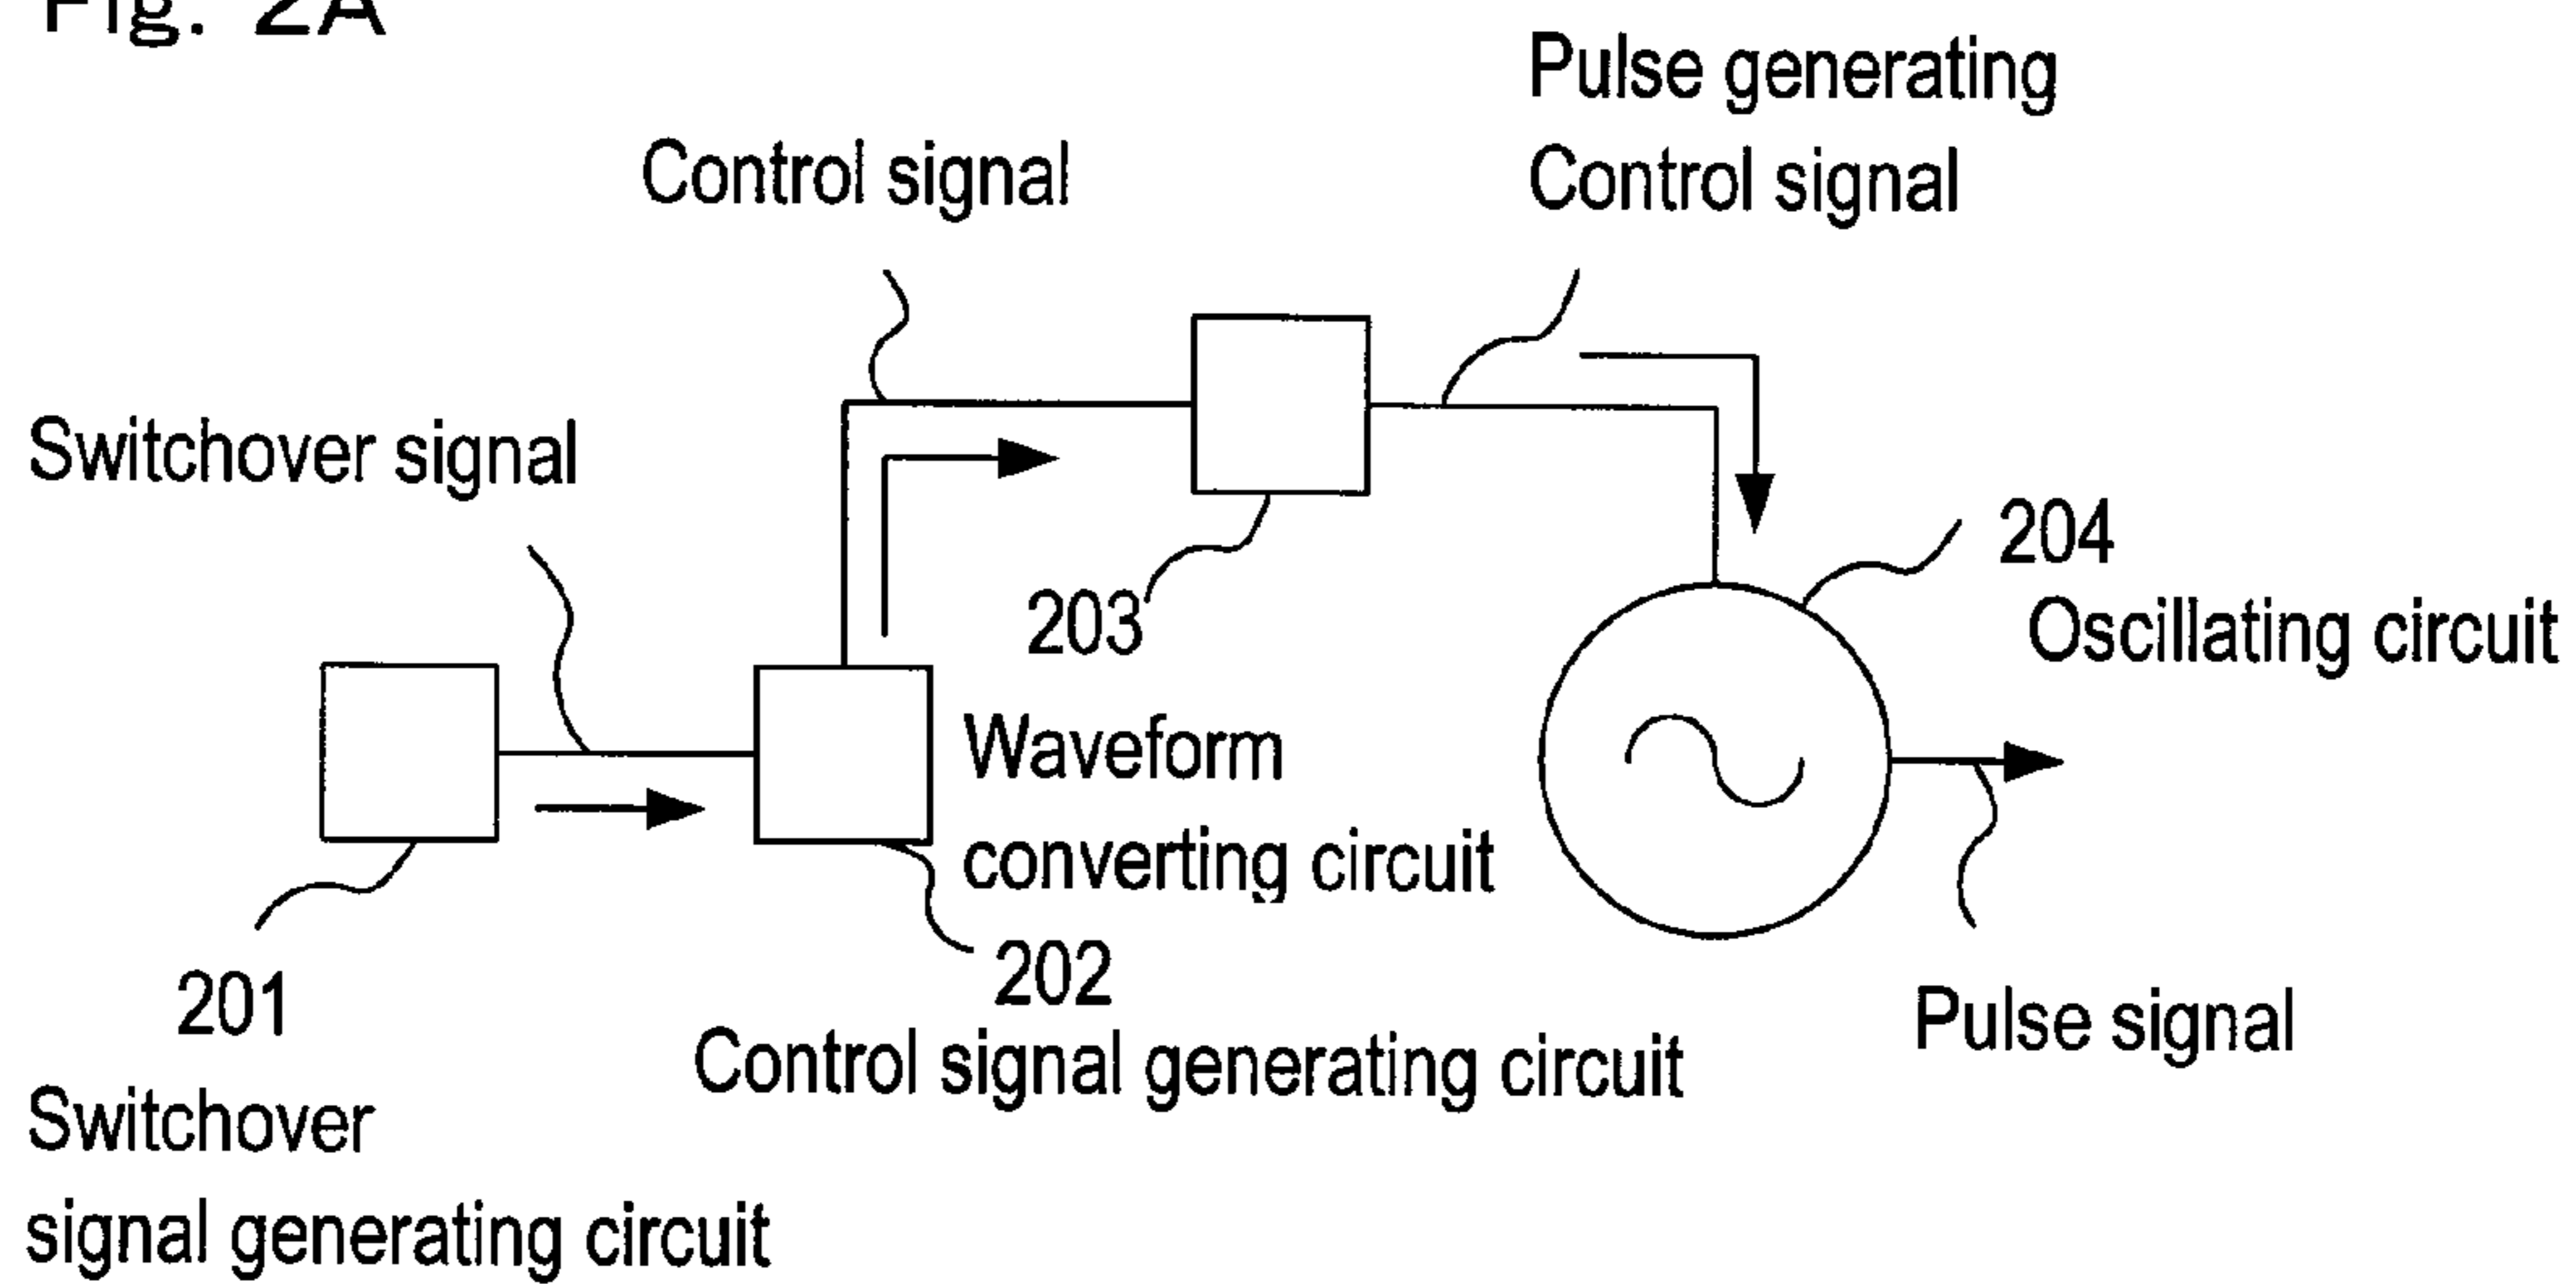 Fig. 2A
Pulse generating
Control signal
Control signal
Switchover signal
204
Oscillating circuit
203
Waveform
converting circuit
202
Control signal generating circuit
201
Switchover
signal generating circuit
Pulse signal